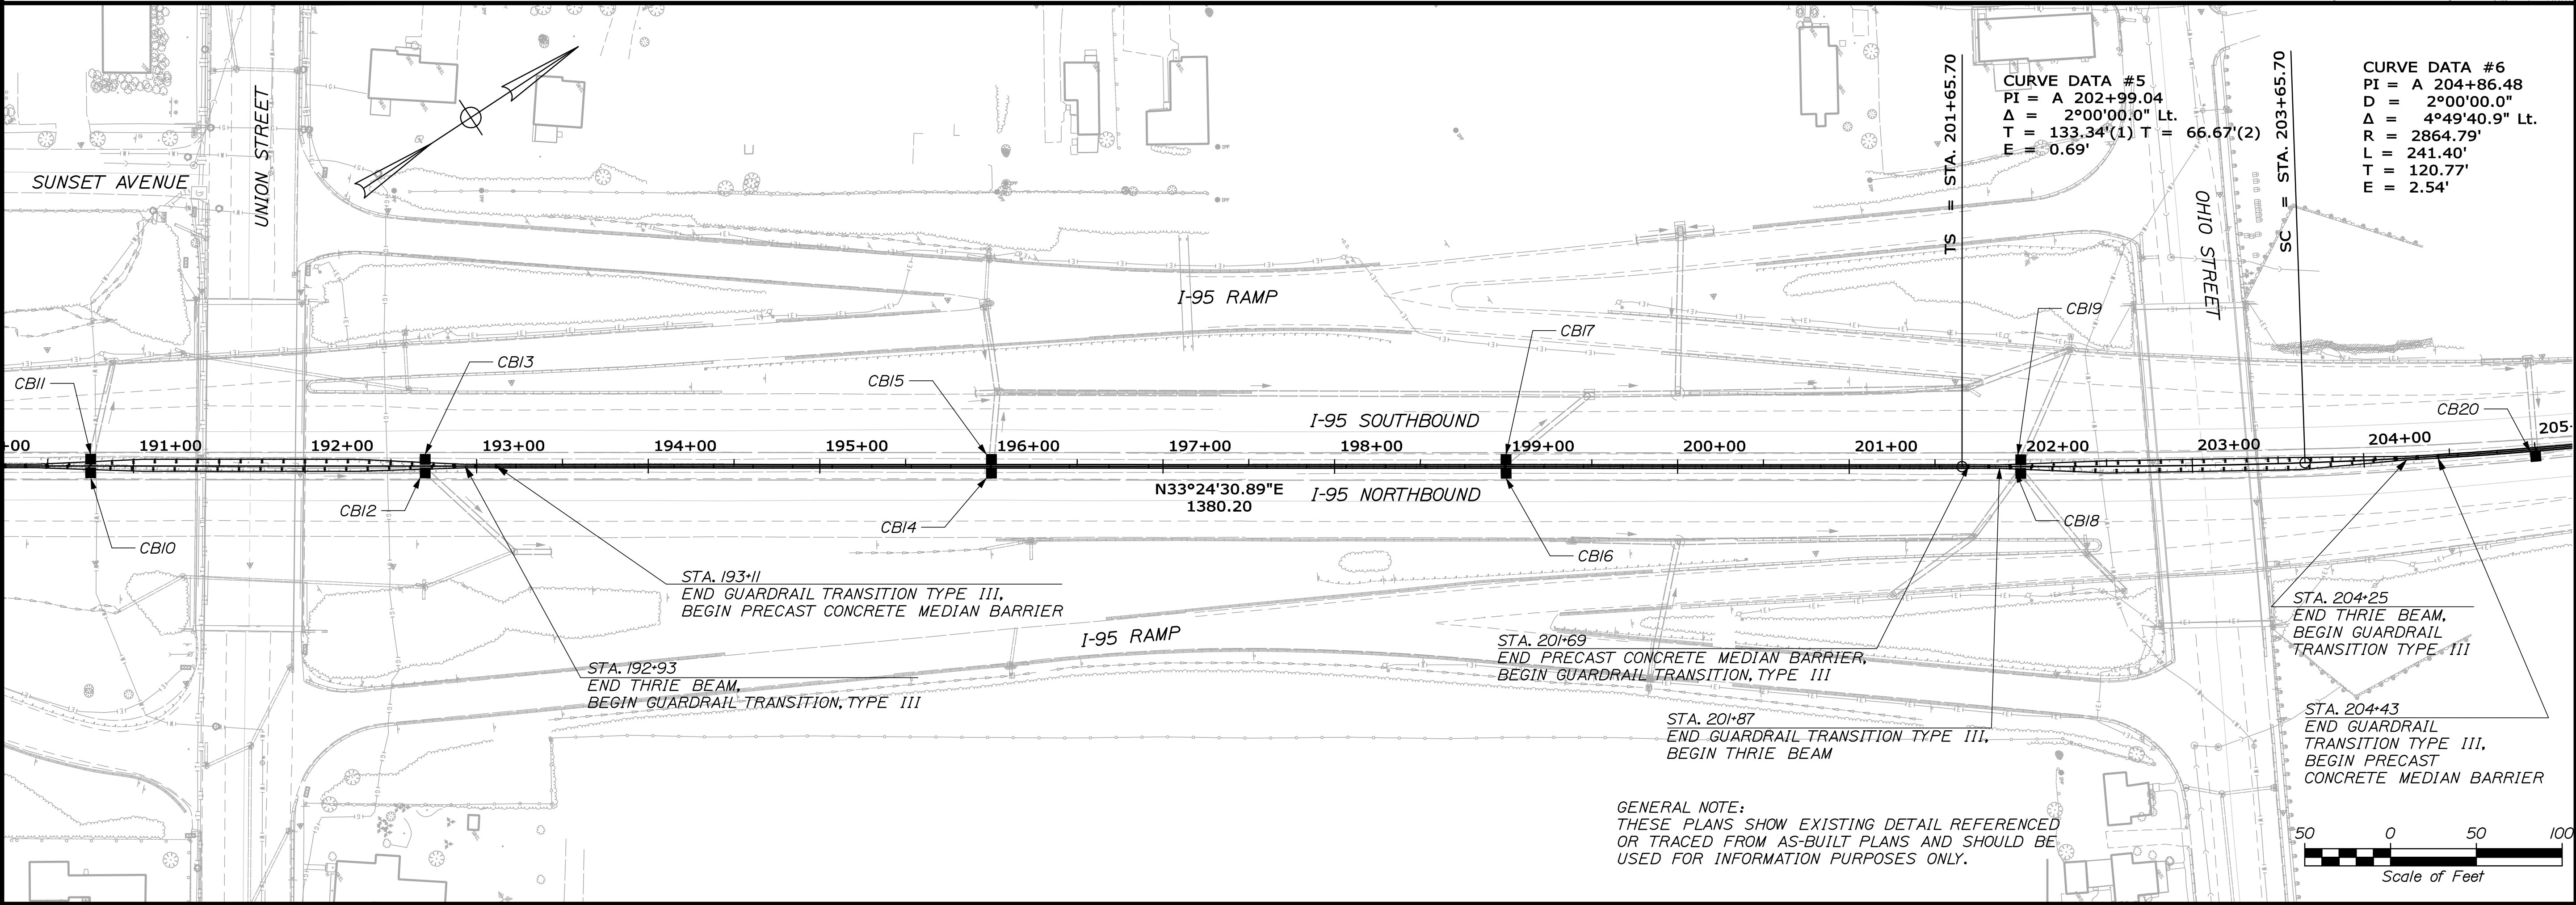 SUNSET AVENUE
UNION STREET
TS = STA. 201+65.70
CURVE DATA #5
PI = A 202+99.04
Δ = 2°00'00.0" Lt.
T = 133.34'(1) T = 66.67'(2)
E = 0.69'
OHIO STREET
SC = STA. 203+65.70
CURVE DATA #6
PI = A 204+86.48
D = 2°00'00.0"
Δ = 4°49'40.9" Lt.
R = 2864.79'
L = 241.40'
T = 120.77'
E = 2.54'
I-95 RAMP
CB11
CB13
CB15
CB17
CB19
CB20
I-95 SOUTHBOUND
+00
191+00
192+00
193+00
194+00
195+00
196+00
197+00
198+00
199+00
200+00
201+00
202+00
203+00
204+00
205+
N33°24'30.89"E
1380.20
I-95 NORTHBOUND
CB10
CB12
CB14
CB16
CB18
STA. 193+11
END GUARDRAIL TRANSITION TYPE III,
BEGIN PRECAST CONCRETE MEDIAN BARRIER
STA. 192+93
END THRIE BEAM,
BEGIN GUARDRAIL TRANSITION, TYPE III
I-95 RAMP
STA. 201+69
END PRECAST CONCRETE MEDIAN BARRIER,
BEGIN GUARDRAIL TRANSITION, TYPE III
STA. 201+87
END GUARDRAIL TRANSITION TYPE III,
BEGIN THRIE BEAM
STA. 204+25
END THRIE BEAM,
BEGIN GUARDRAIL
TRANSITION TYPE III
STA. 204+43
END GUARDRAIL
TRANSITION TYPE III,
BEGIN PRECAST
CONCRETE MEDIAN BARRIER
GENERAL NOTE:
THESE PLANS SHOW EXISTING DETAIL REFERENCED
OR TRACED FROM AS-BUILT PLANS AND SHOULD BE
USED FOR INFORMATION PURPOSES ONLY.
50 0 50 100
Scale of Feet